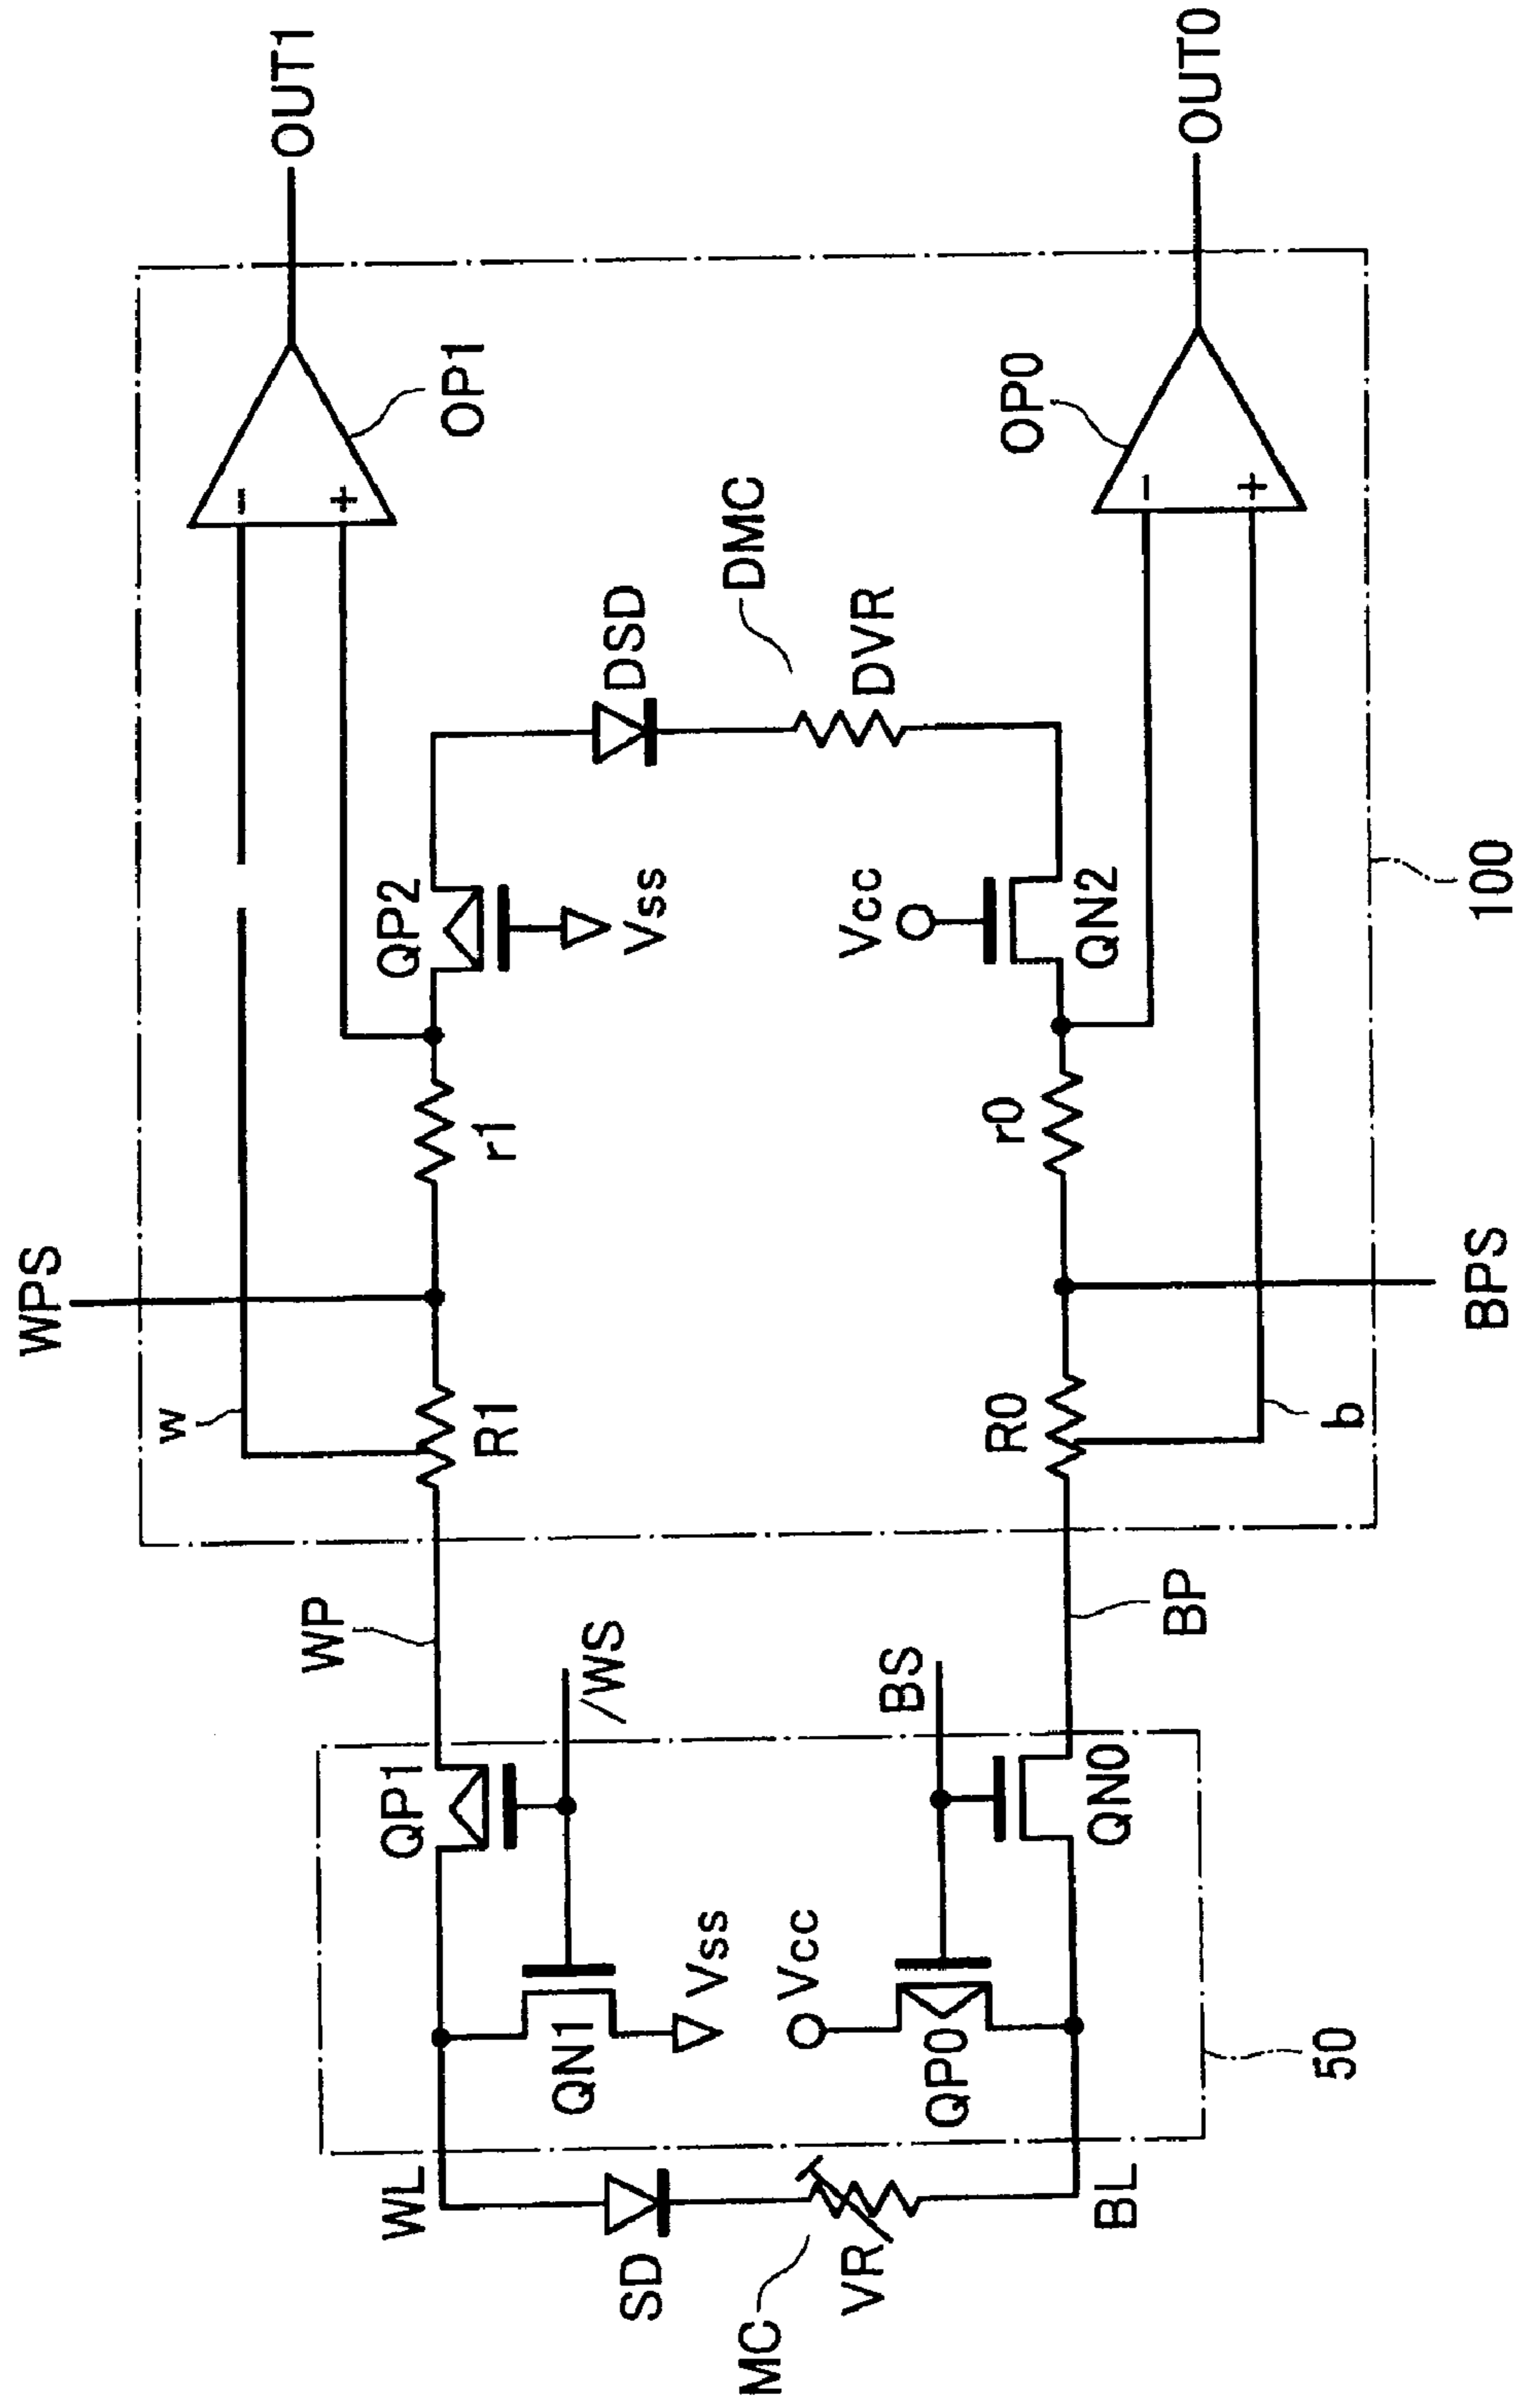 OUT1
OUT0
OP1
-
+
OP0
-
+
DMC
DSD
DVR
QP2
Vss
Vcc
QN2
100
r1
r0
WPS
BPS
w
R1
R0
b
WP
/WS
BS
BP
QP1
QN0
QN1
Vss
Vcc
QP0
50
WL
BL
SD
VR
MC